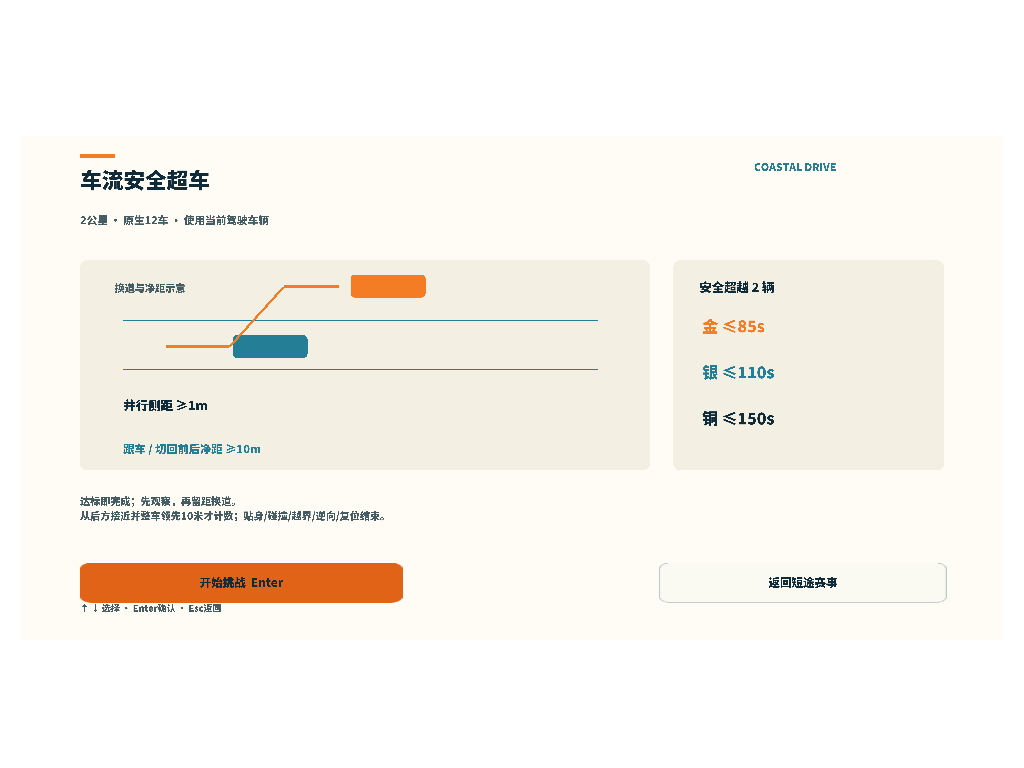 车流安全超车
COASTAL DRIVE
2公里 · 原生12车 · 使用当前驾驶车辆
换道与净距示意
并行侧距 ≥1m
跟车 / 切回前后净距 ≥10m
安全超越 2 辆
金 ≤85s
银 ≤110s
铜 ≤150s
达标即完成；先观察，再留距换道。
从后方接近并整车领先10米才计数；贴身/碰撞/越界/逆向/复位结束。
开始挑战 Enter
返回短途赛事
↑ ↓ 选择 · Enter确认 · Esc返回